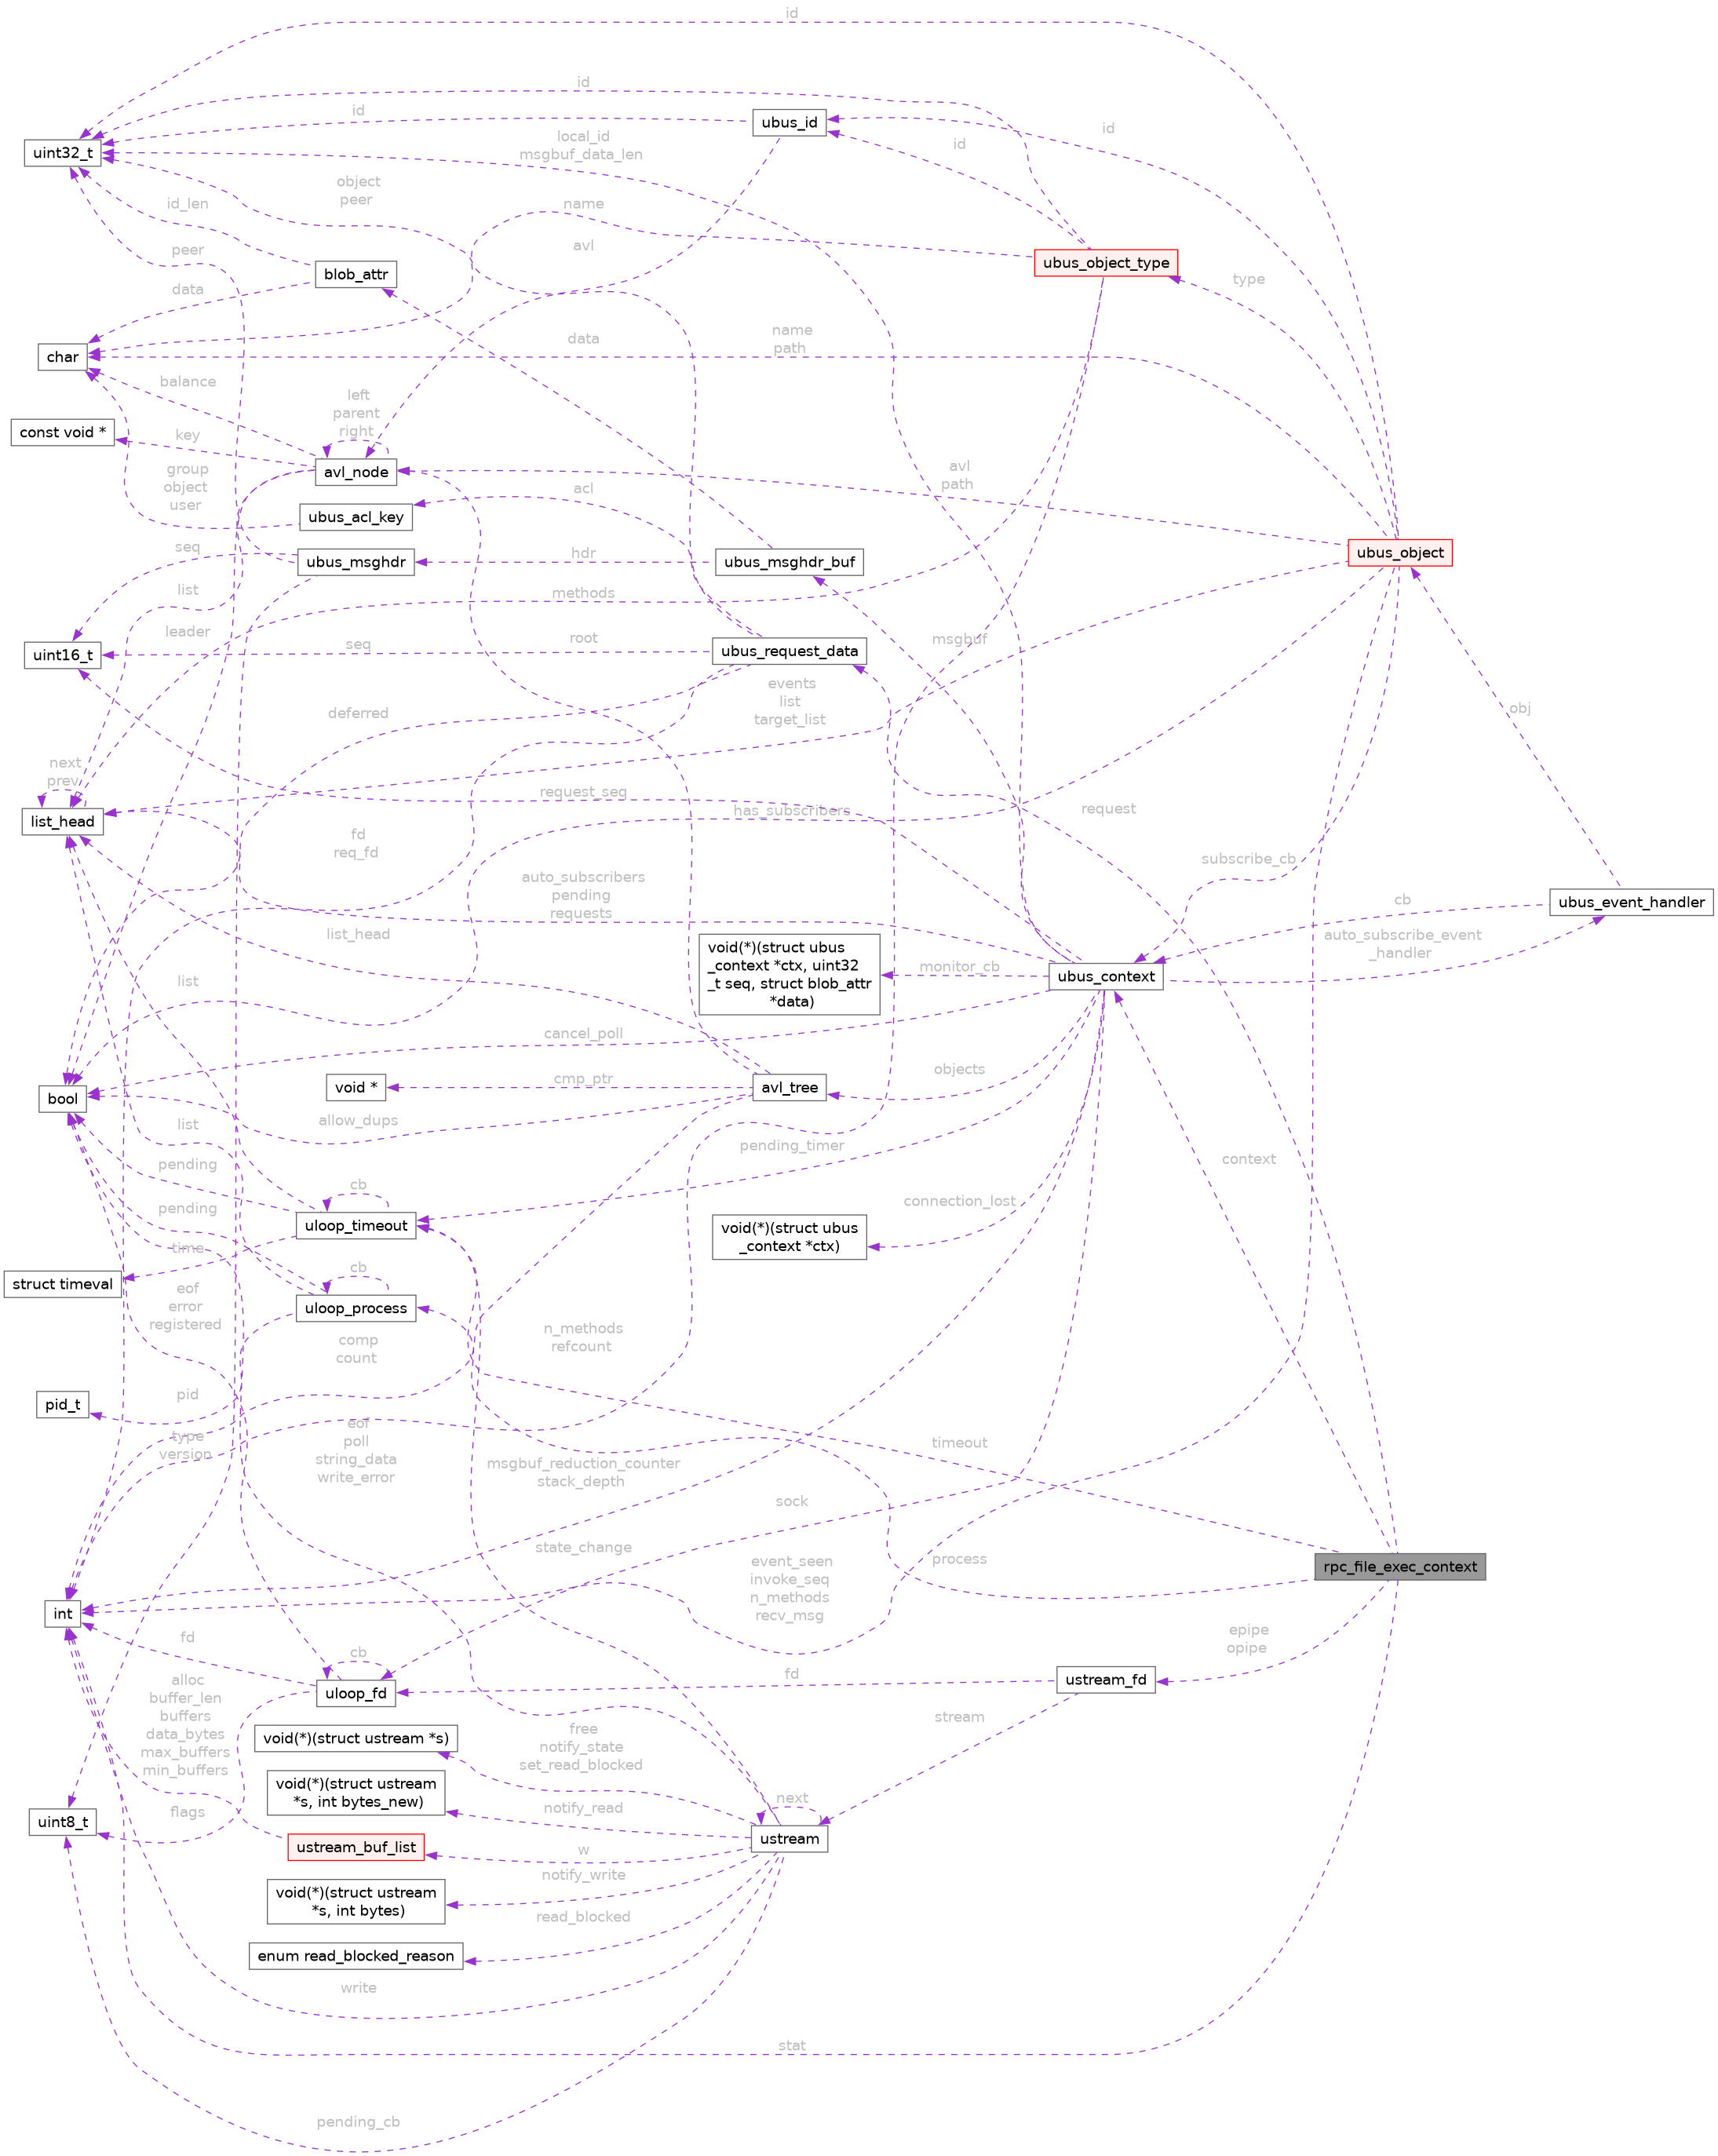 id
id
ubus_id
id
id
id
uint32_t
local_id
msgbuf_data_len
object
peer
id_len
name
avl
peer
blob_attr
ubus_object_type
type
data
char
data
name
path
balance
left
parent
right
const void *
key
avl_node
group
object
user
acl
avl
path
ubus_acl_key
seq
ubus_msghdr
hdr
ubus_msghdr_buf
ubus_object
list
methods
leader
uint16_t
seq
root
ubus_request_data
msgbuf
deferred
events
list
target_list
obj
next
prev
list_head
request_seq
has_subscribers
request
fd
req_fd
subscribe_cb
auto_subscribers
pending
requests
cb
ubus_event_handler
list_head
void(*)(struct ubus
_context *ctx, uint32
_t seq, struct blob_attr
*data)
monitor_cb
ubus_context
auto_subscribe_event
_handler
list
cancel_poll
objects
bool
void *
cmp_ptr
avl_tree
allow_dups
list
pending
pending_timer
context
cb
pending
uloop_timeout
connection_lost
void(*)(struct ubus
_context *ctx)
time
struct timeval
cb
uloop_process
eof
error
registered
comp
count
n_methods
refcount
pid_t
pid
type
version
eof
poll
string_data
write_error
timeout
msgbuf_reduction_counter
stack_depth
sock
state_change
event_seen
invoke_seq
n_methods
recv_msg
process
rpc_file_exec_context
int
fd
cb
epipe
opipe
uloop_fd
fd
ustream_fd
alloc
buffer_len
buffers
data_bytes
max_buffers
min_buffers
stream
void(*)(struct ustream *s)
free
notify_state
set_read_blocked
void(*)(struct ustream
*s, int bytes_new)
notify_read
next
uint8_t
flags
ustream_buf_list
w
ustream
notify_write
void(*)(struct ustream
*s, int bytes)
read_blocked
enum read_blocked_reason
write
stat
pending_cb